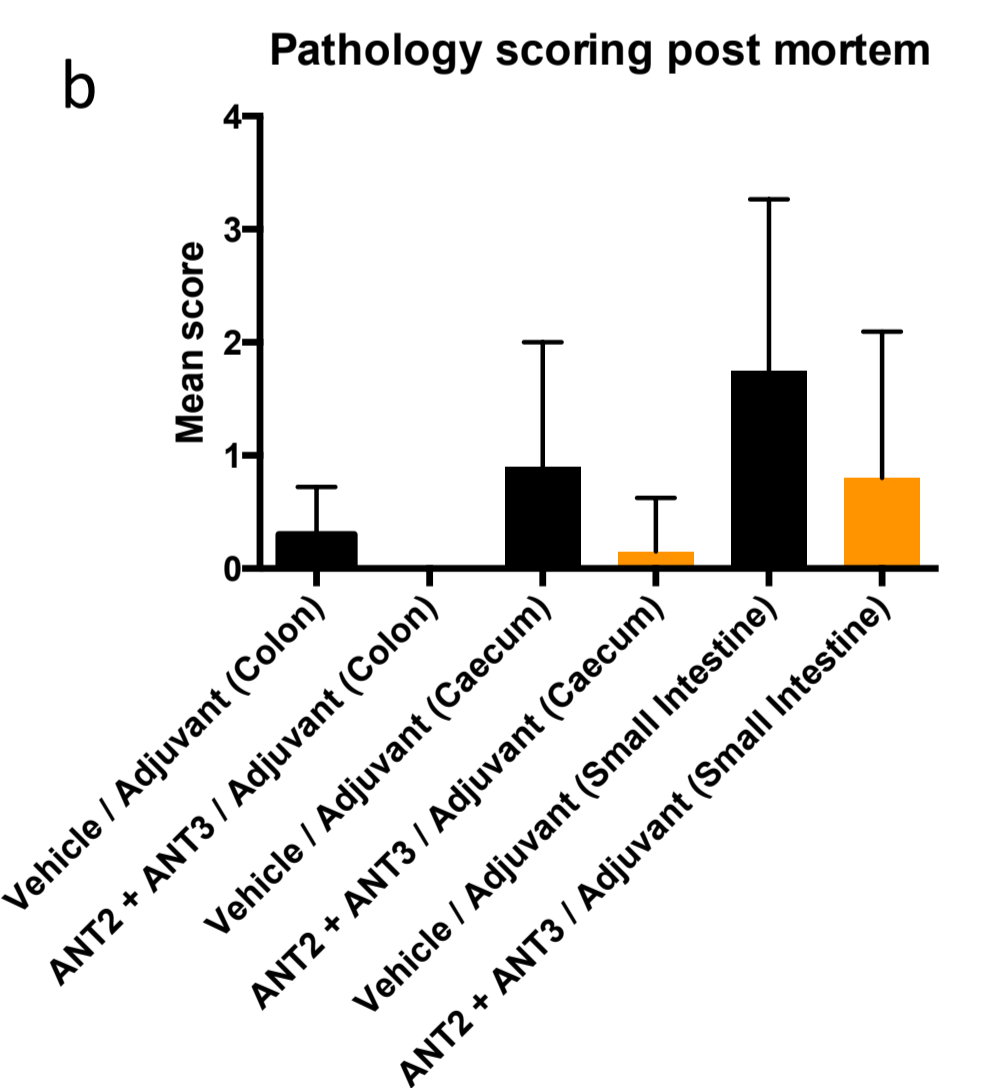 b
Pathology scoring post mortem
4
3
2
1
0
Mean score
Vehicle / Adjuvant (Colon)
ANT2 + ANT3 / Adjuvant (Colon)
Vehicle / Adjuvant (Caecum)
ANT2 + ANT3 / Adjuvant (Caecum)
Vehicle / Adjuvant (Small Intestine)
ANT2 + ANT3 / Adjuvant (Small Intestine)